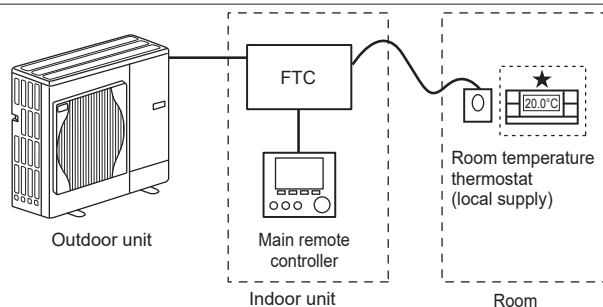 FTC
20.0°C
Room temperature
thermostat
(local supply)
Outdoor unit
Main remote
controller
Indoor unit
Room